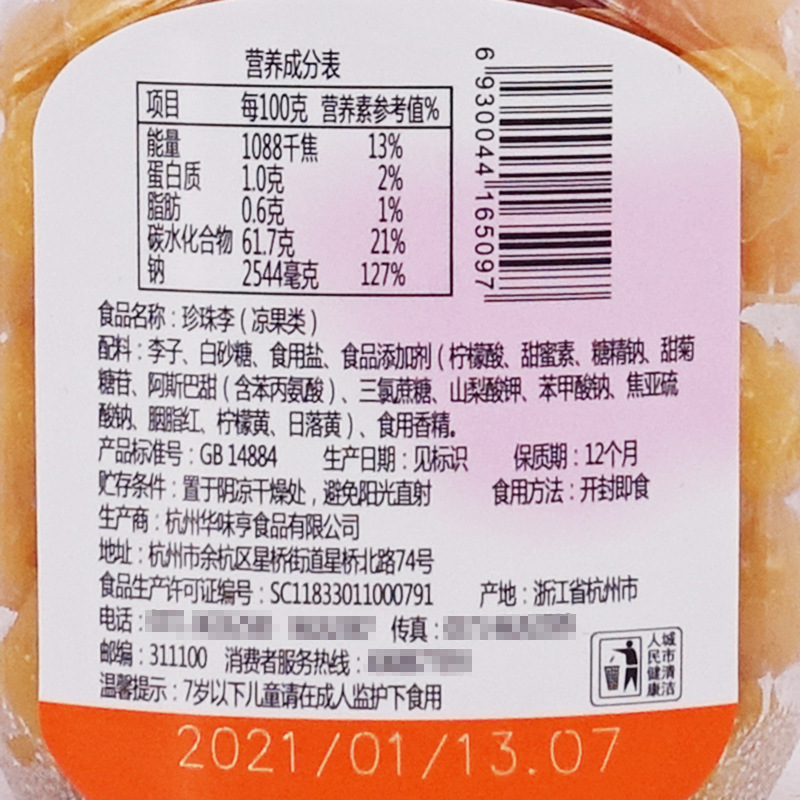 营养成分表
项目 每100克 营养素参考值%
能量 1088千焦 13%
蛋白质 1.0克 2%
脂肪 0.6克 1%
碳水化合物 61.7克 21%
钠 2544毫克 127%
6 930044 165097
食品名称：珍珠李（凉果类）
配料：李子、白砂糖、食用盐、食品添加剂（柠檬酸、甜蜜素、糖精钠、甜菊
糖苷、阿斯巴甜（含苯丙氨酸）、三氯蔗糖、山梨酸钾、苯甲酸钠、焦亚硫
酸钠、胭脂红、柠檬黄、日落黄）、食用香精。
产品标准号：GB 14884 生产日期：见标识 保质期：12个月
贮存条件：置于阴凉干燥处，避免阳光直射 食用方法：开封即食
生产商：杭州华味亨食品有限公司
地址：杭州市余杭区星桥街道星桥北路74号
食品生产许可证编号：SC11833011000791 产地：浙江省杭州市
电话： 传真：
邮编：311100 消费者服务热线：
温馨提示：7岁以下儿童请在成人监护下食用
人民健康 城市清洁
2021/01/13.07